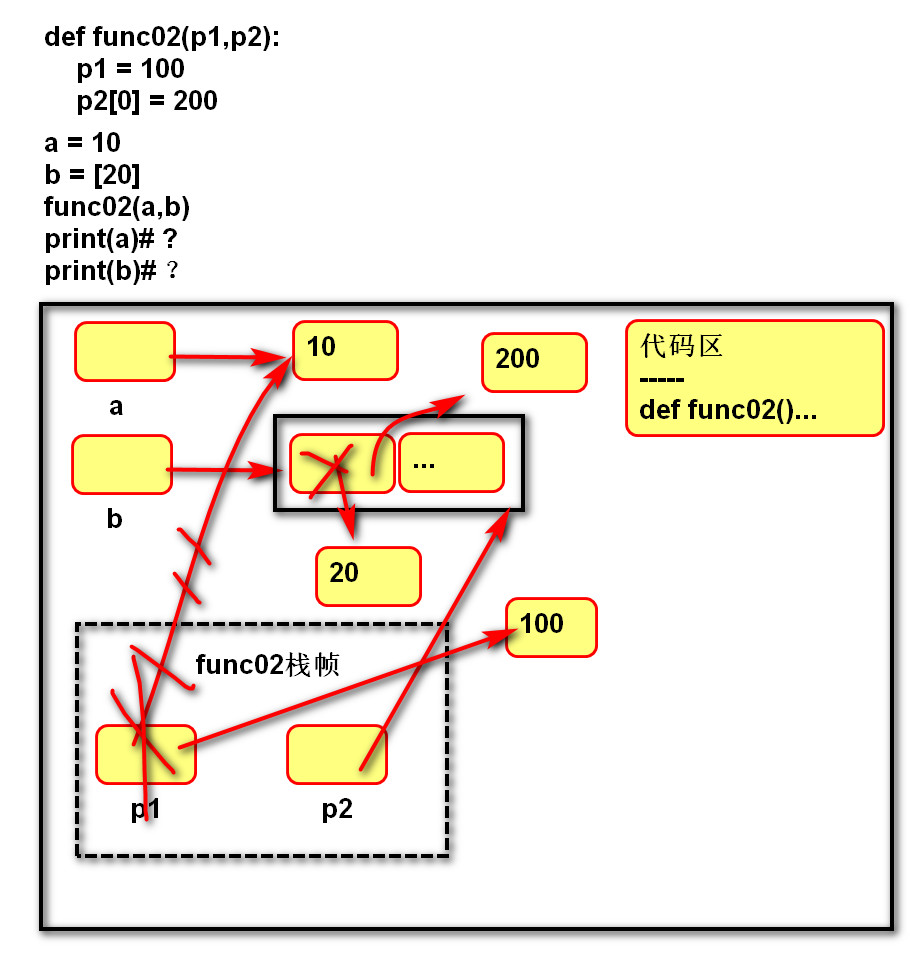 def func02(p1,p2):
    p1 = 100
    p2[0] = 200
a = 10
b = [20]
func02(a,b)
print(a)# ?
print(b)# ？
10
200
代码区
-----
def func02()...
a
...
b
20
100
func02栈帧
p1
p2